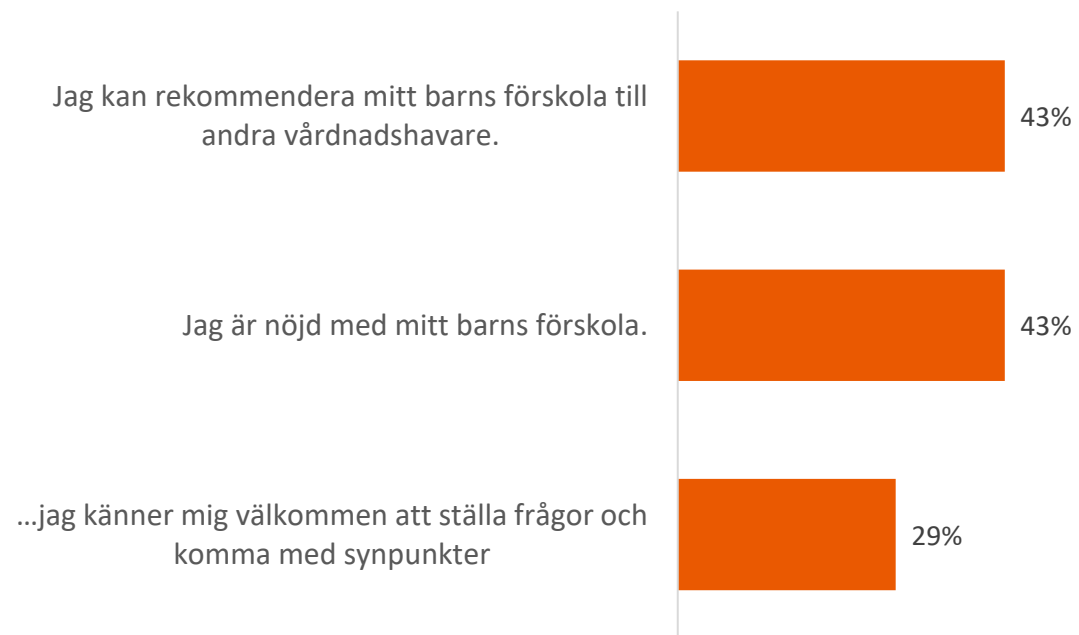 Jag kan rekommendera mitt barns förskola till
andra vårdnadshavare.
43%
Jag är nöjd med mitt barns förskola.
43%
...jag känner mig välkommen att ställa frågor och
komma med synpunkter
29%